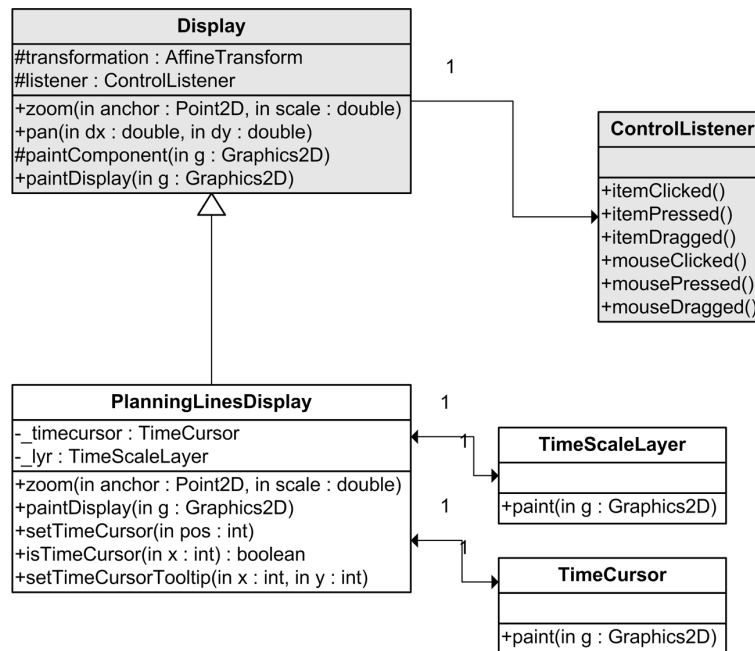 Display
#transformation : AffineTransform
#listener : ControlListener
+zoom(in anchor : Point2D, in scale : double)
+pan(in dx : double, in dy : double)
#paintComponent(in g : Graphics2D)
+paintDisplay(in g : Graphics2D)
1
ControlListener
+itemClicked()
+itemPressed()
+itemDragged()
+mouseClicked()
+mousePressed()
+mouseDragged()
PlanningLinesDisplay
-_timecursor : TimeCursor
-_lyr : TimeScaleLayer
+zoom(in anchor : Point2D, in scale : double)
+paintDisplay(in g : Graphics2D)
+setTimeCursor(in pos : int)
+isTimeCursor(in x : int) : boolean
+setTimeCursorTooltip(in x : int, in y : int)
1
1
TimeScaleLayer
+paint(in g : Graphics2D)
1
1
TimeCursor
+paint(in g : Graphics2D)